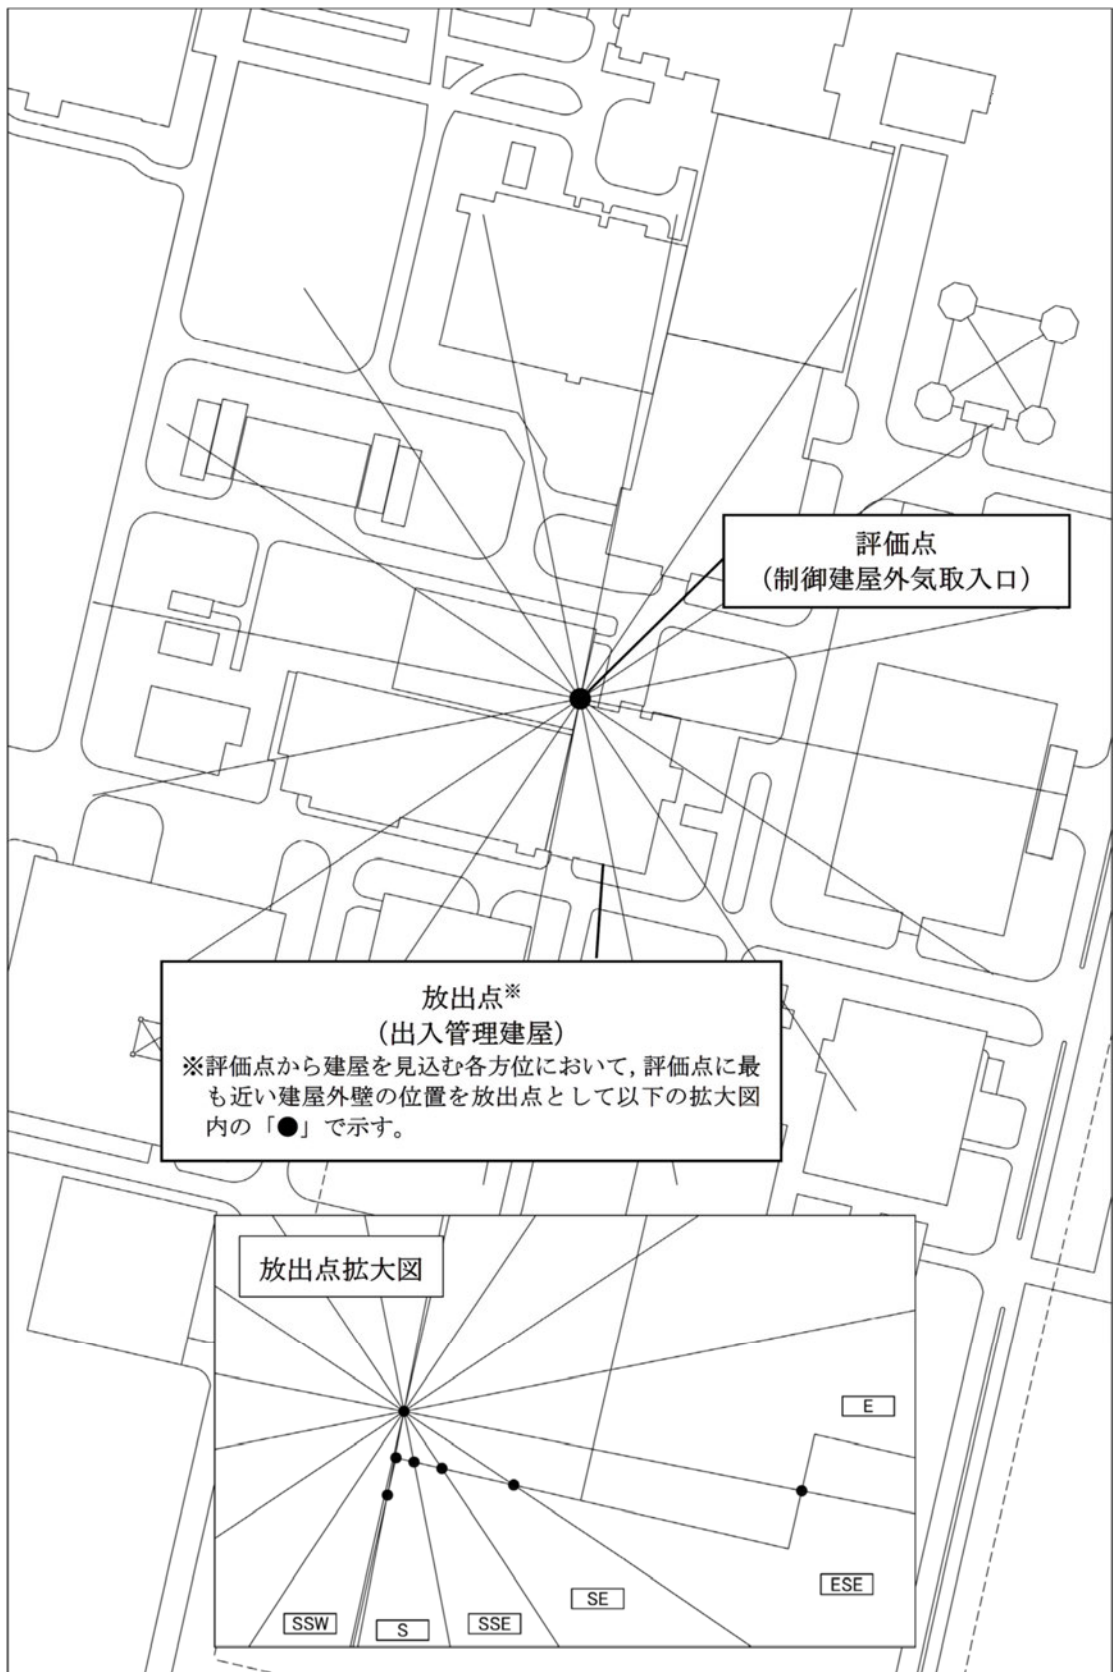 評価点
（制御建屋外気取入口）
放出点※
（出入管理建屋）
※評価点から建屋を見込む各方位において，評価点に最
も近い建屋外壁の位置を放出点として以下の拡大図
内の「●」で示す。
放出点拡大図
E
ESE
SE
SSE
S
SSW